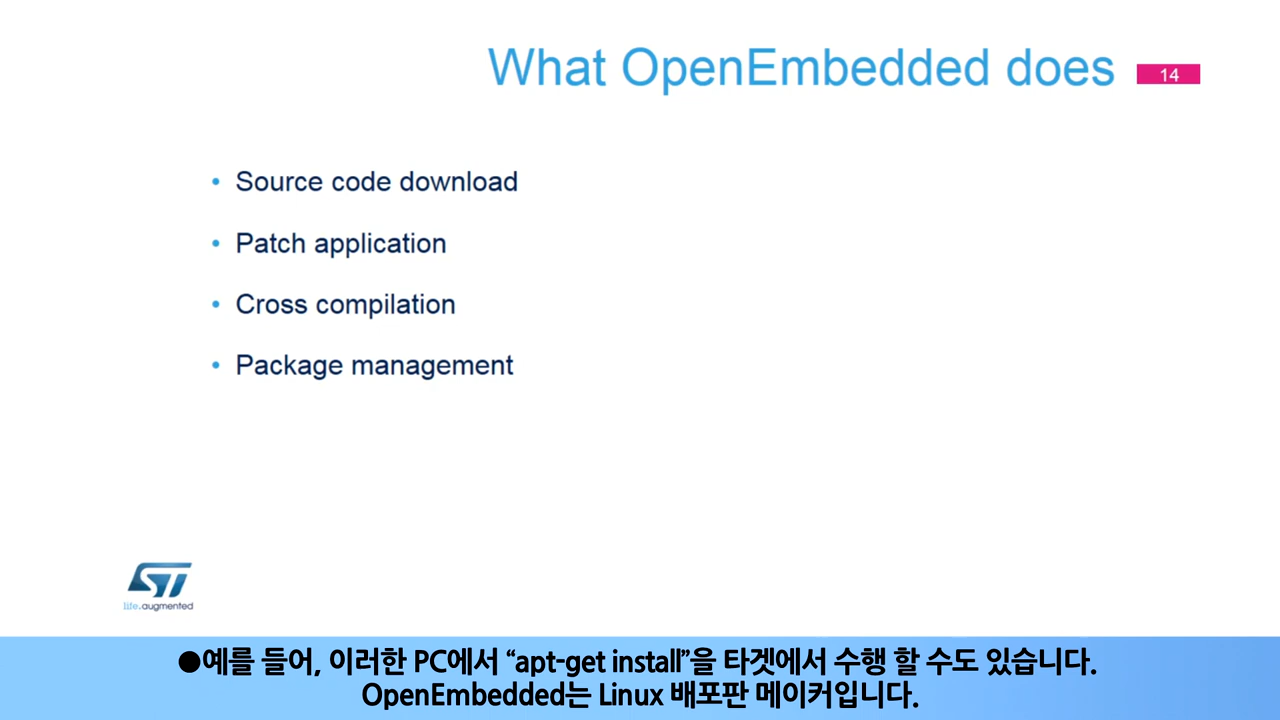 What OpenEmbedded does
14
• Source code download
• Patch application
• Cross compilation
• Package management
ST
life.augmented
●예를 들어, 이러한 PC에서 “apt-get install”을 타겟에서 수행 할 수도 있습니다.
OpenEmbedded는 Linux 배포판 메이커입니다.